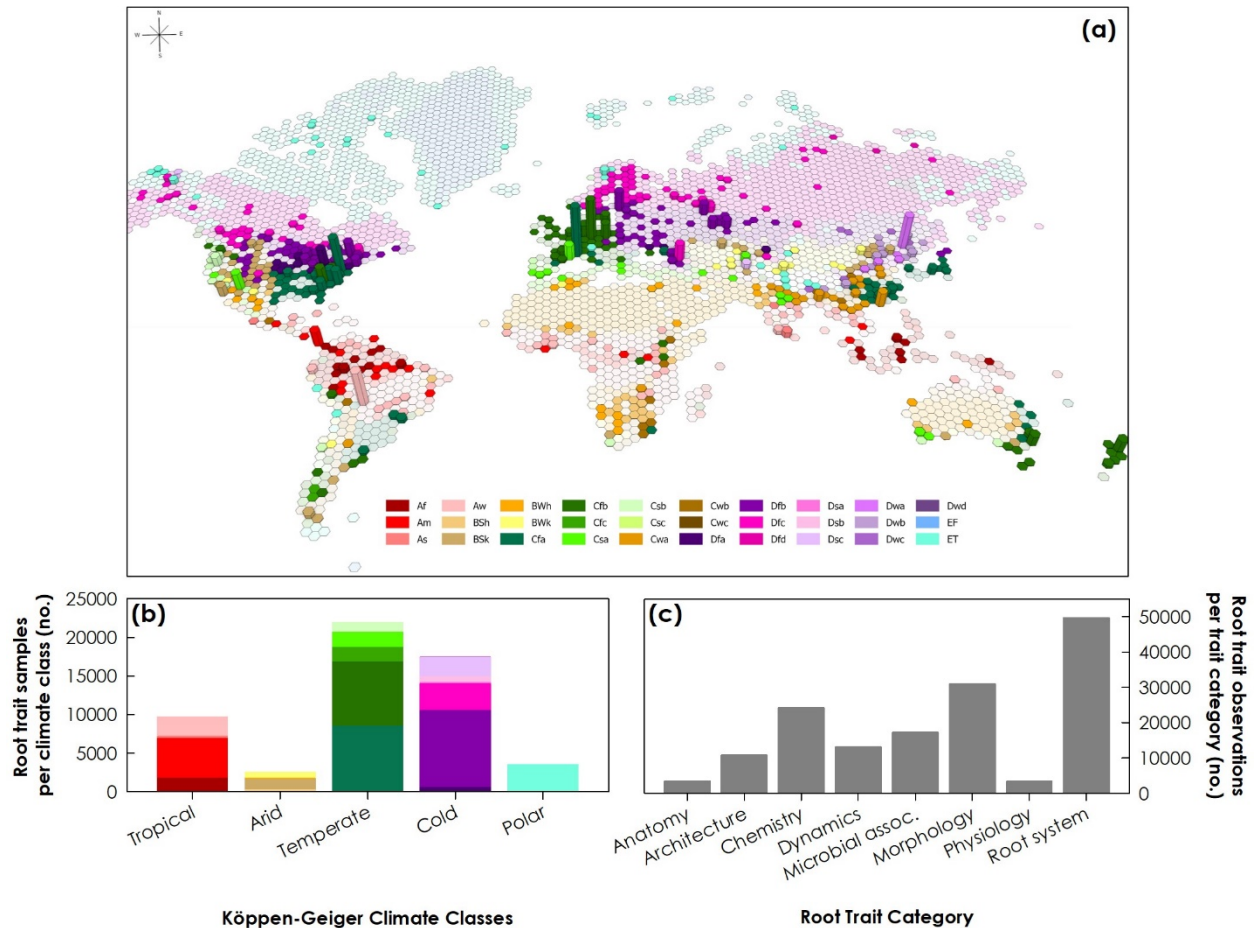 (a)
N
W E
S
Af Aw BWh Cfb Csb Cwb Dfb Dsa Dwa Dwd
Am BSh BWk Cfc Csc Cwc Dfc Dsb Dwb EF
As BSk Cfa Csa Cwa Dfa Dfd Dsc Dwc ET
(b)
Root trait samples
per climate class (no.)
25000
20000
15000
10000
5000
0
Tropical
Arid
Temperate
Cold
Polar
Köppen-Geiger Climate Classes
(c)
Root trait observations
per trait category (no.)
50000
40000
30000
20000
10000
0
Anatomy
Architecture
Chemistry
Dynamics
Microbial assoc.
Morphology
Physiology
Root system
Root Trait Category